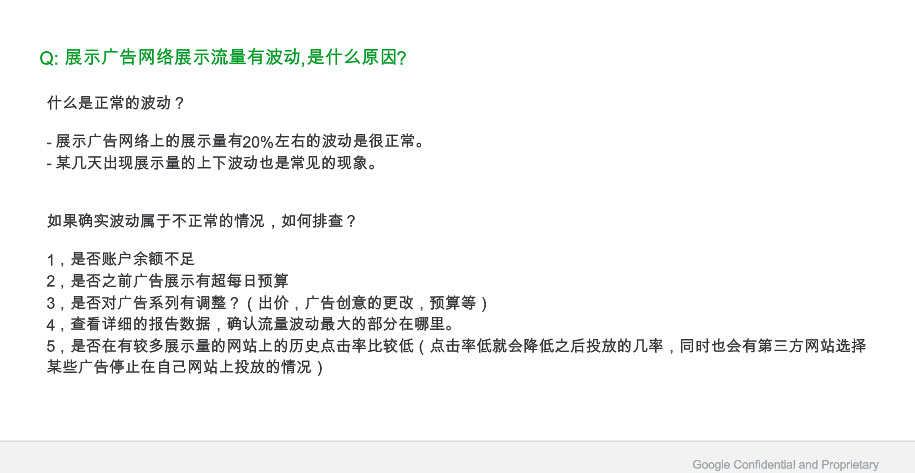 Q: 展示广告网络展示流量有波动,是什么原因?
什么是正常的波动？
- 展示广告网络上的展示量有20%左右的波动是很正常。
- 某几天出现展示量的上下波动也是常见的现象。
如果确实波动属于不正常的情况，如何排查？
1，是否账户余额不足
2，是否之前广告展示有超每日预算
3，是否对广告系列有调整？（出价，广告创意的更改，预算等）
4，查看详细的报告数据，确认流量波动最大的部分在哪里。
5，是否在有较多展示量的网站上的历史点击率比较低（点击率低就会降低之后投放的几率，同时也会有第三方网站选择
某些广告停止在自己网站上投放的情况）
Google Confidential and Proprietary